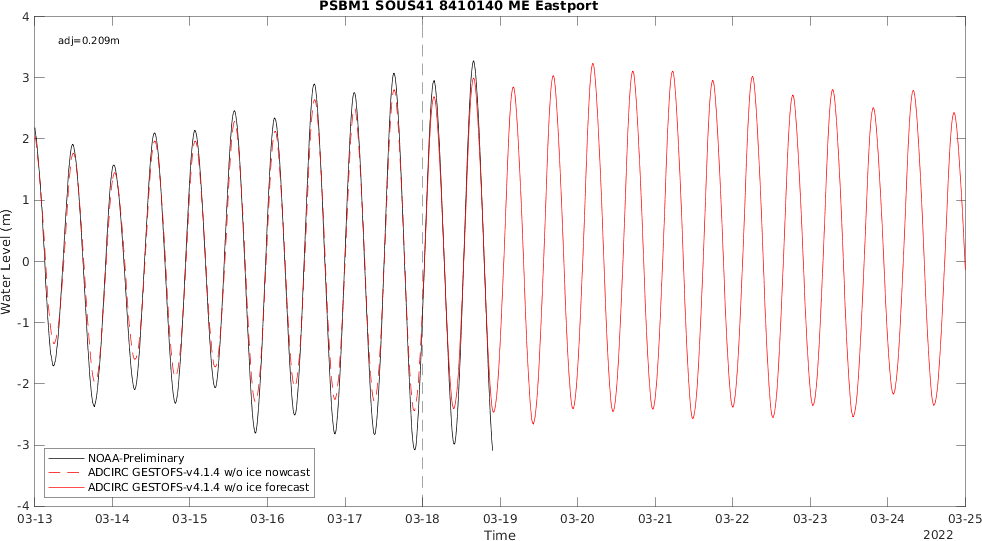 PSBM1 SOUS41 8410140 ME Eastport
adj=0.209m
4
3
2
1
0
-1
-2
-3
-4
Water Level (m)
NOAA-Preliminary
ADCIRC GESTOFS-v4.1.4 w/o ice nowcast
ADCIRC GESTOFS-v4.1.4 w/o ice forecast
03-13 03-14 03-15 03-16 03-17 03-18 03-19 03-20 03-21 03-22 03-23 03-24 03-25
Time
2022